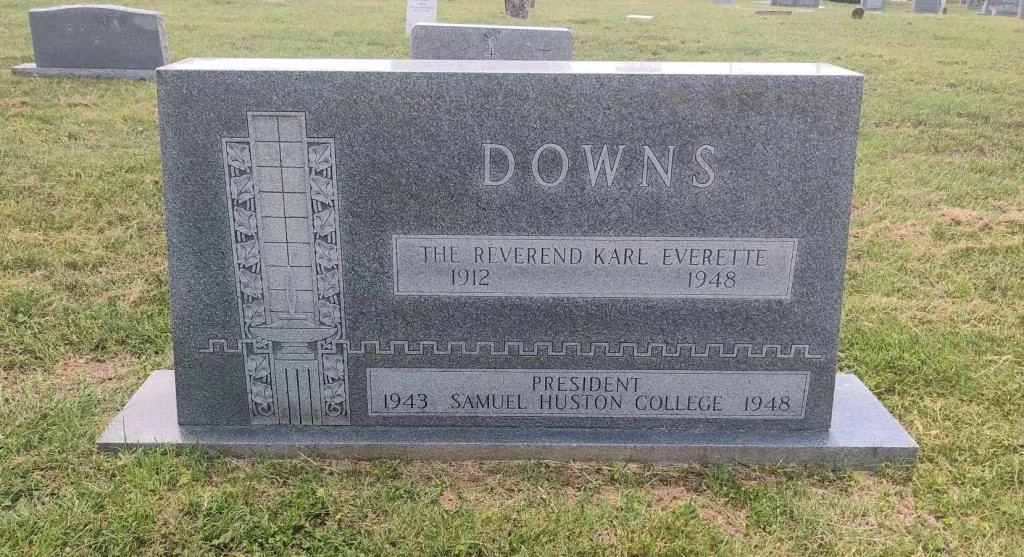 DOWNS
THE REVEREND KARL EVERETTE
1912 1948
PRESIDENT
1943 SAMUEL HUSTON COLLEGE 1948